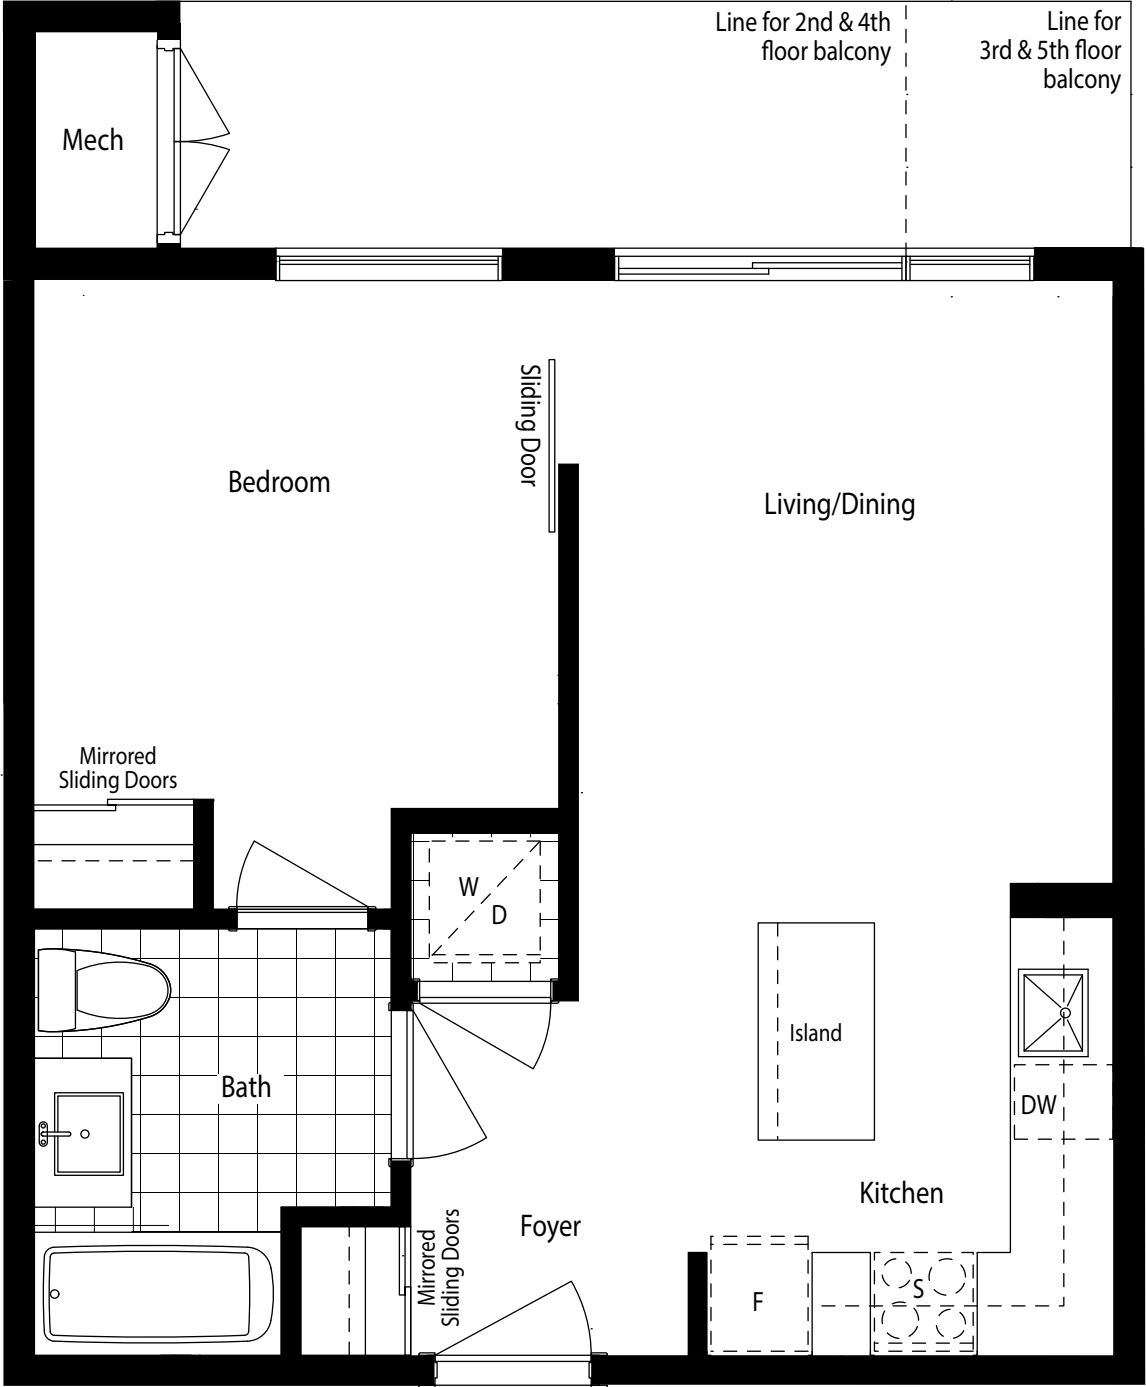 Line for 2nd & 4th
floor balcony
Line for
3rd & 5th floor
balcony
Mech
Sliding Door
Bedroom
Living/Dining
Mirrored
Sliding Doors
W
D
Island
Bath
DW
Kitchen
Foyer
Mirrored
Sliding Doors
F
S